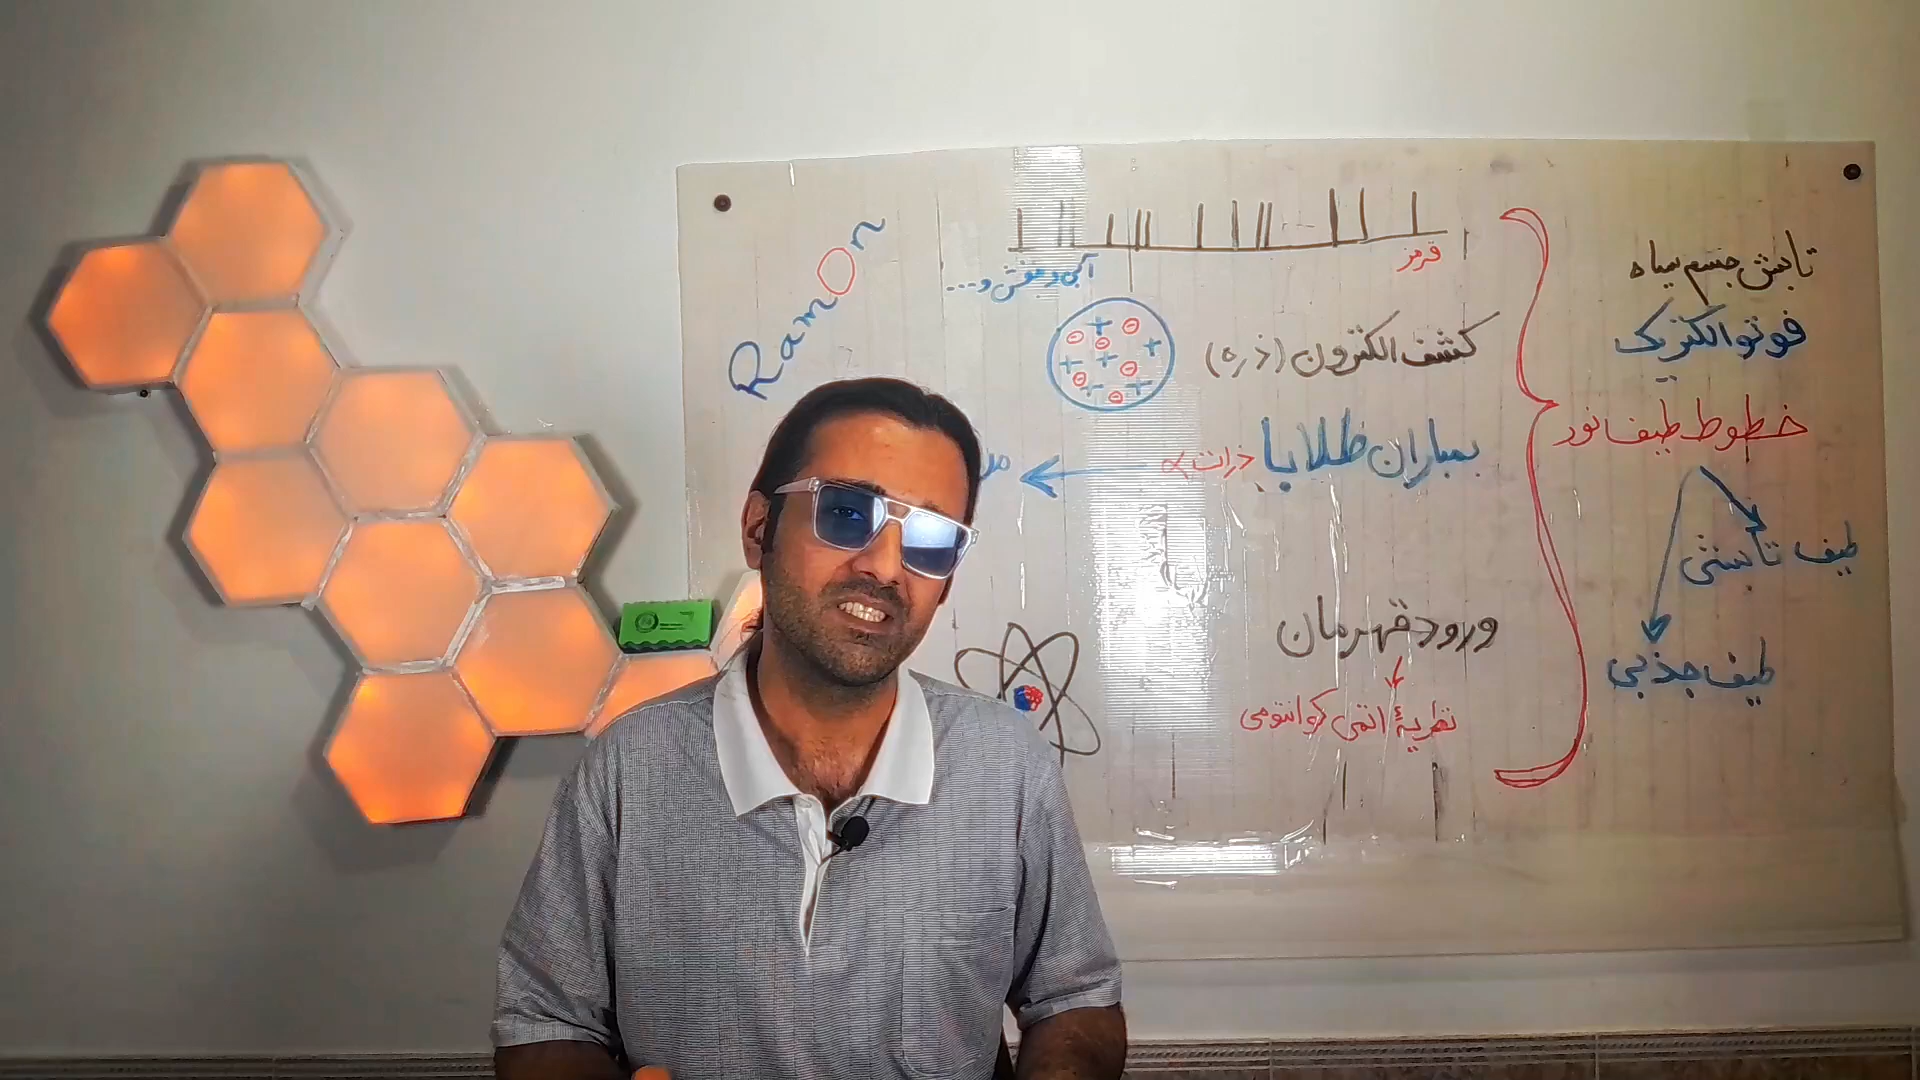 تابش جسم سیاه
فوتوالکتریک
خطوط طیف نور
طیف تابشی
طیف جذبی
قرمز
آبی و بنفش و ...
کشف الکترون (ذره)
بمباران طلا با ذرات α
ورود قهرمان
نظریهٔ اتمی کوانتومی
RamOn